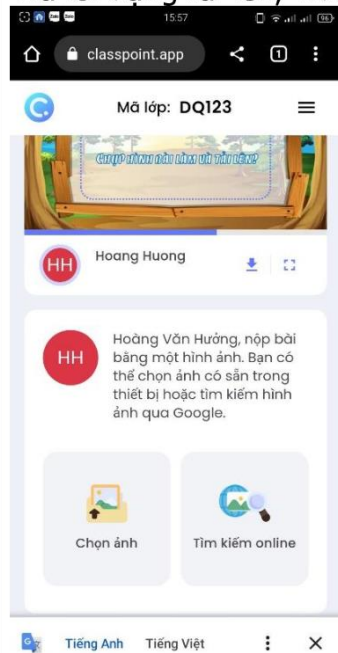 15:57
classpoint.app
1
Mã lớp: DQ123
CHỤP HÌNH BÀI LÀM VÀ TẢI LÊN?
HH
Hoang Huong
HH
Hoàng Văn Hưởng, nộp bài
bằng một hình ảnh. Bạn có
thể chọn ảnh có sẵn trong
thiết bị hoặc tìm kiếm hình
ảnh qua Google.
Chọn ảnh
Tìm kiếm online
Tiếng Anh Tiếng Việt